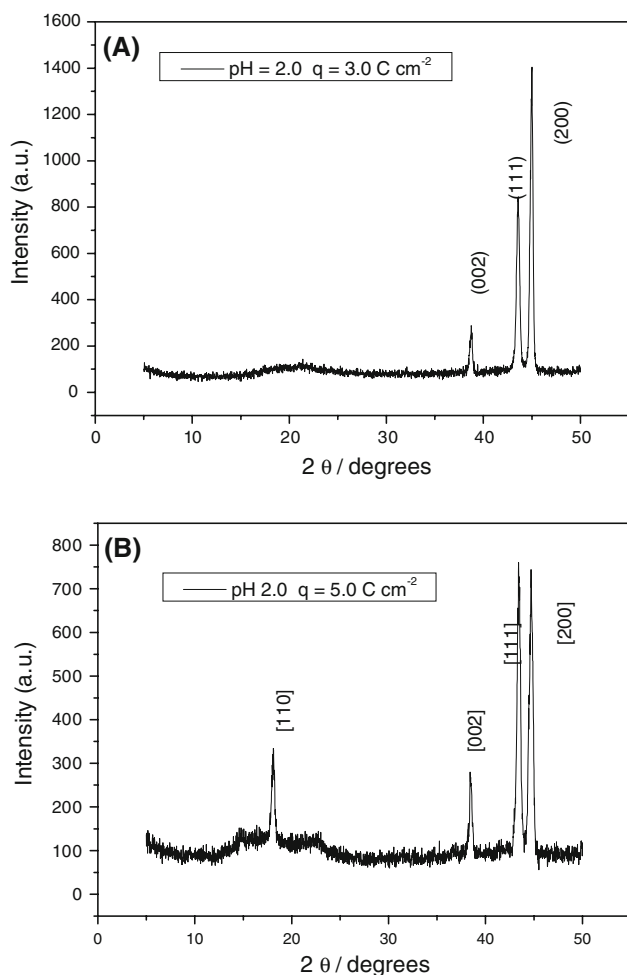 (A)
pH = 2.0 q = 3.0 C cm-2
1600
1400
1200
1000
800
600
400
200
0
Intensity (a.u.)
(002)
(111)
(200)
0 10 20 30 40 50
2 θ / degrees
(B)
pH 2.0 q = 5.0 C cm-2
800
700
600
500
400
300
200
100
0
Intensity (a.u.)
[110]
[002]
[111]
[200]
0 10 20 30 40 50
2 θ / degrees